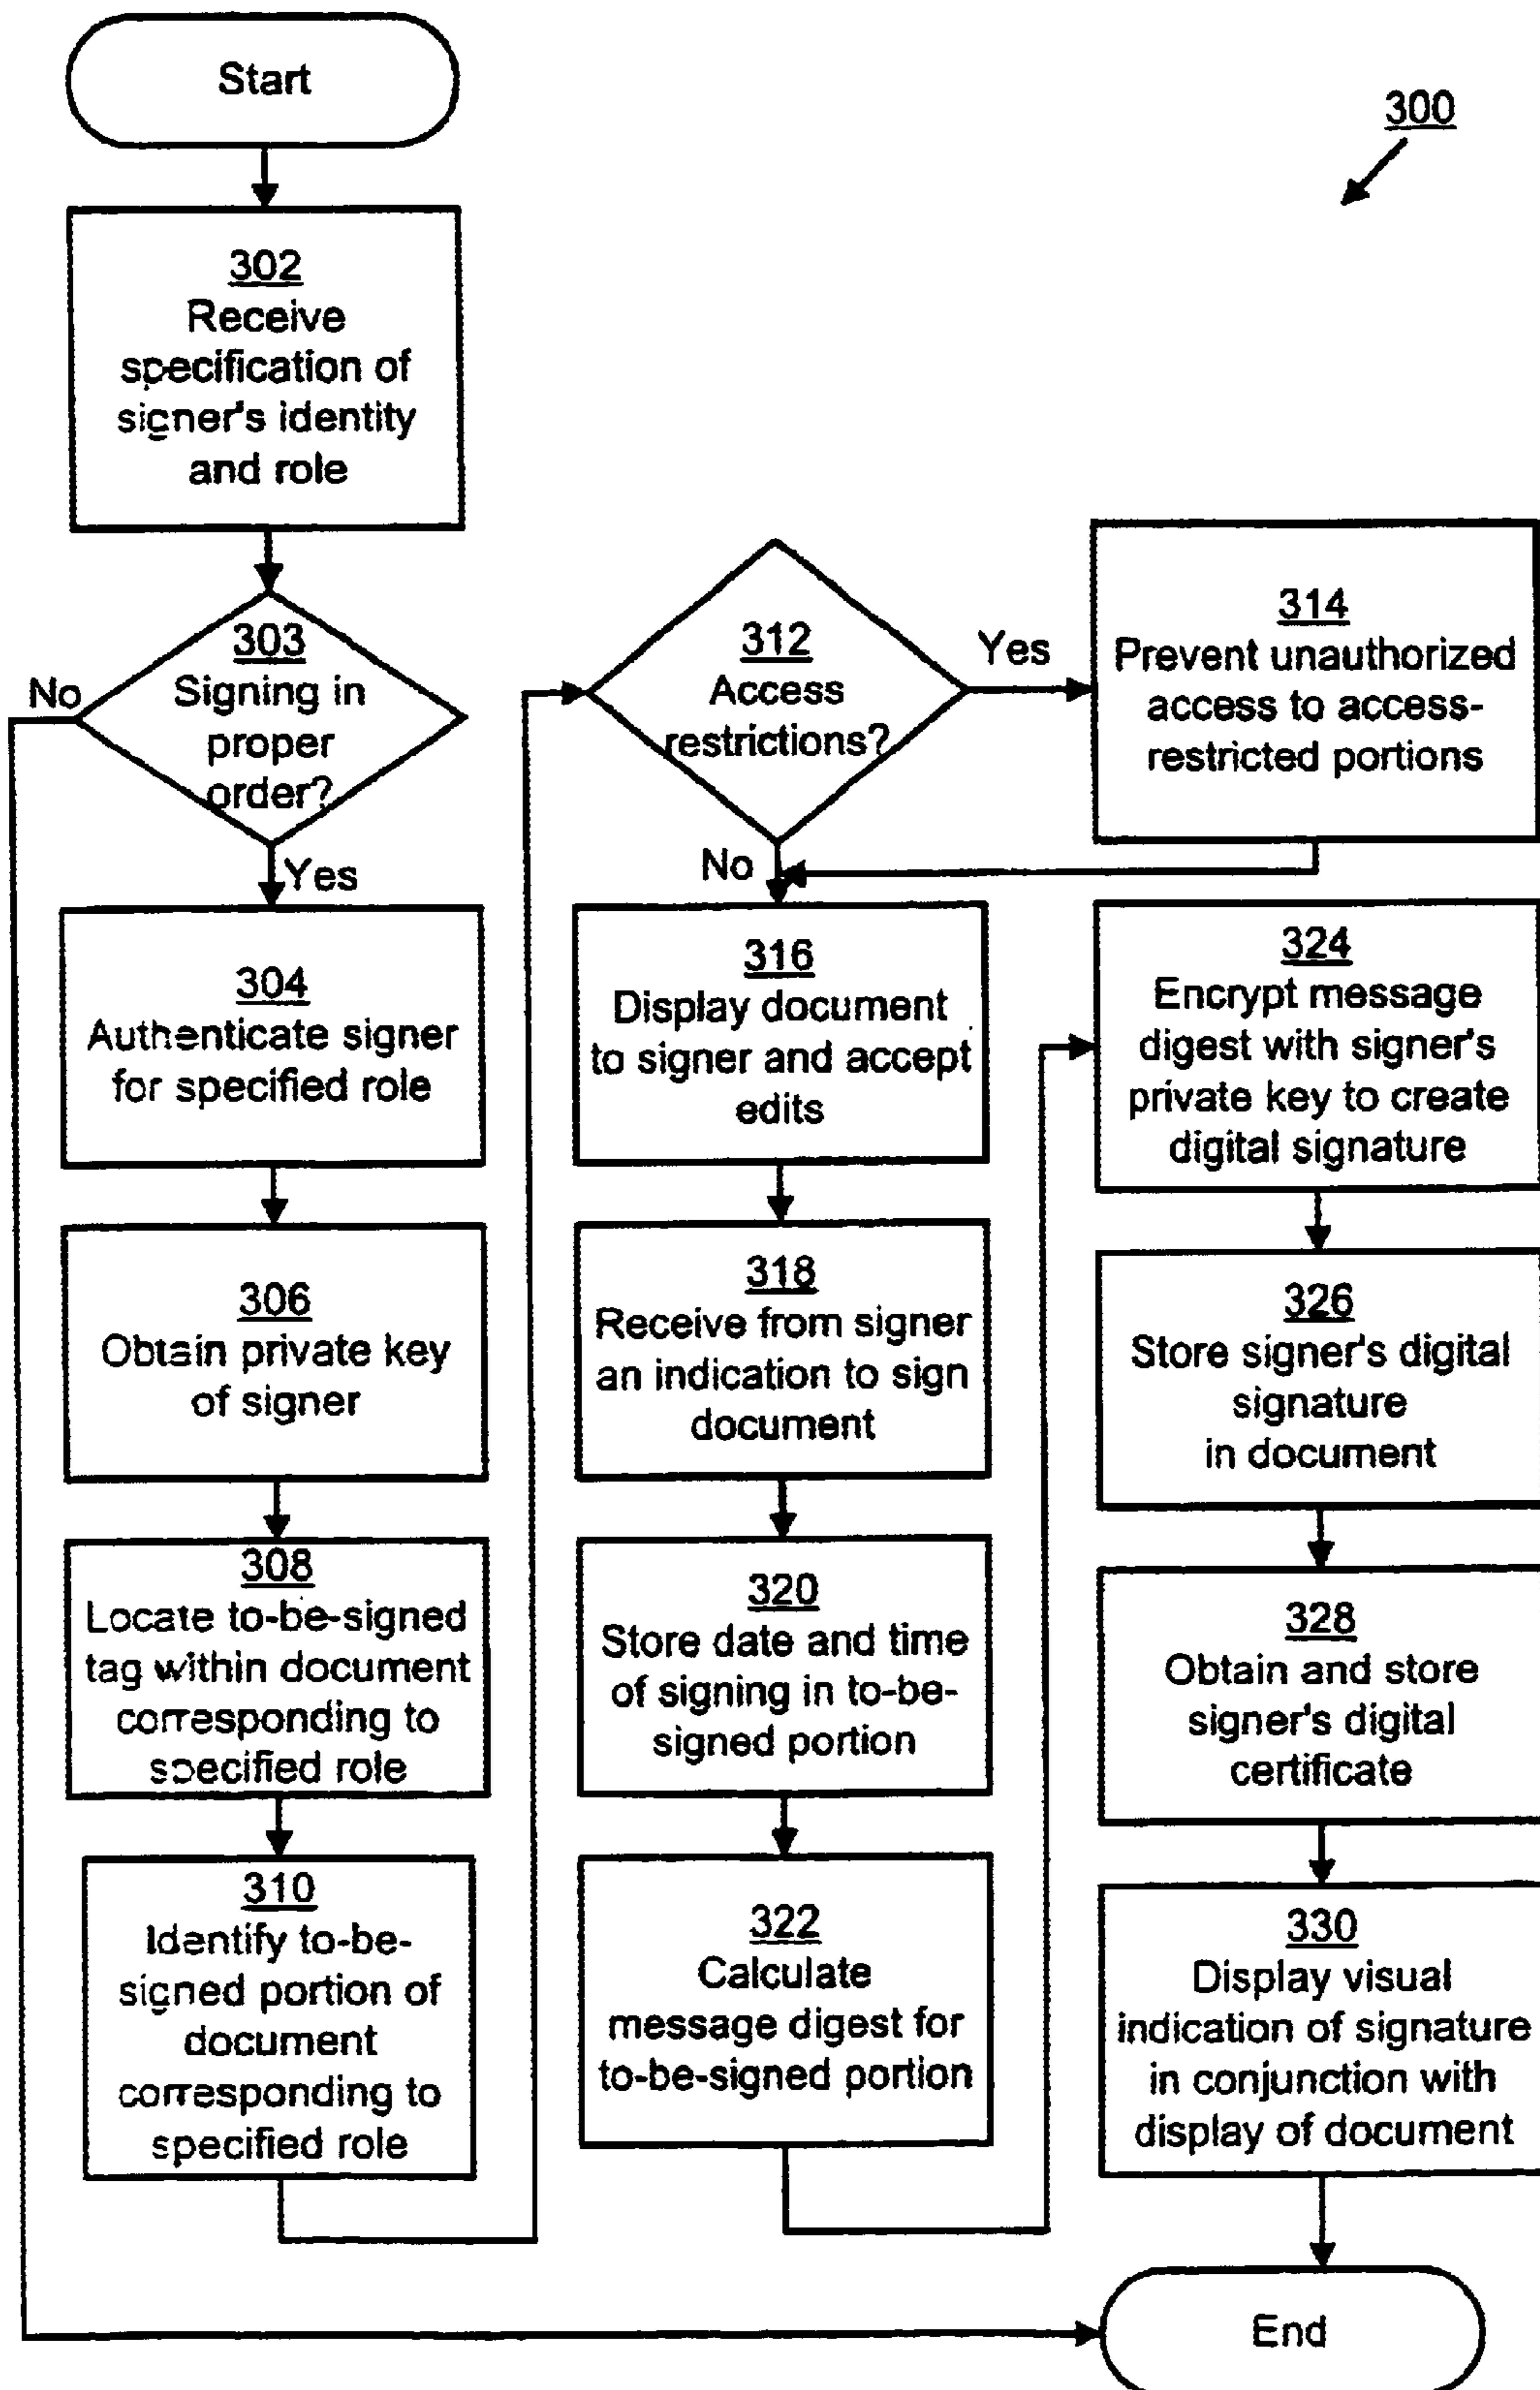 Start
300
302
Receive
specification of
signer's identity
and role
303
Signing in
proper
order?
No
Yes
304
Authenticate signer
for specified role
306
Obtain private key
of signer
308
Locate to-be-signed
tag within document
corresponding to
specified role
310
Identify to-be-
signed portion of
document
corresponding to
specified role
312
Access
restrictions?
Yes
No
314
Prevent unauthorized
access to access-
restricted portions
316
Display document
to signer and accept
edits
318
Receive from signer
an indication to sign
document
320
Store date and time
of signing in to-be-
signed portion
322
Calculate
message digest for
to-be-signed portion
324
Encrypt message
digest with signer's
private key to create
digital signature
326
Store signer's digital
signature
in document
328
Obtain and store
signer's digital
certificate
330
Display visual
indication of signature
in conjunction with
display of document
End